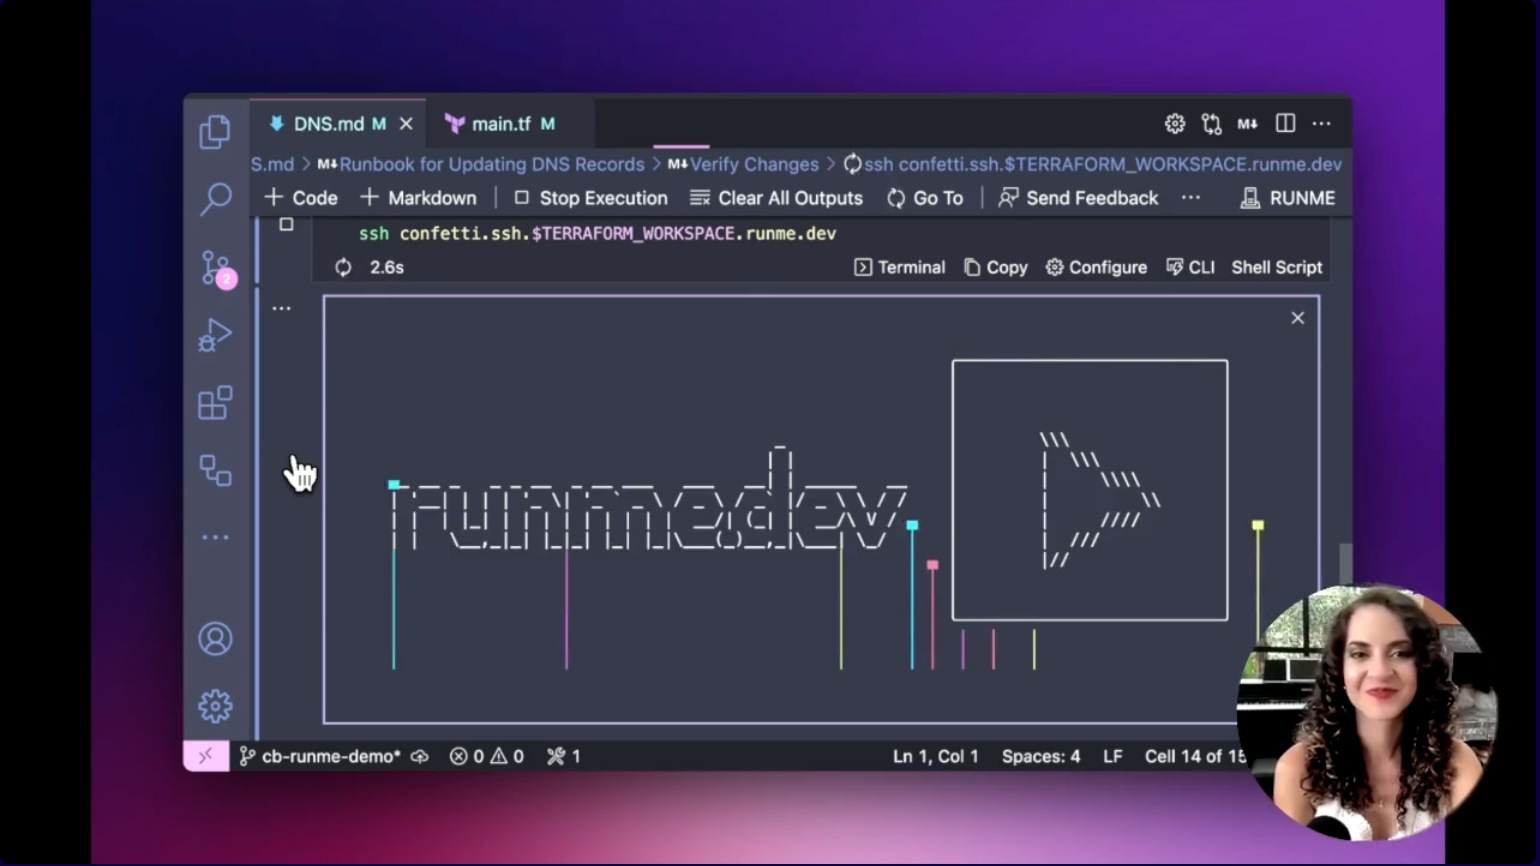 DNS.md M
main.tf M
S.md > M↓Runbook for Updating DNS Records > M↓Verify Changes > ssh confetti.ssh.$TERRAFORM_WORKSPACE.runme.dev
+ Code + Markdown Stop Execution Clear All Outputs Go To Send Feedback ··· RUNME
ssh confetti.ssh.$TERRAFORM_WORKSPACE.runme.dev
2.6s Terminal Copy Configure CLI Shell Script
runmedev
2
cb-runme-demo* 0 0 1 Ln 1, Col 1 Spaces: 4 LF Cell 14 of 15